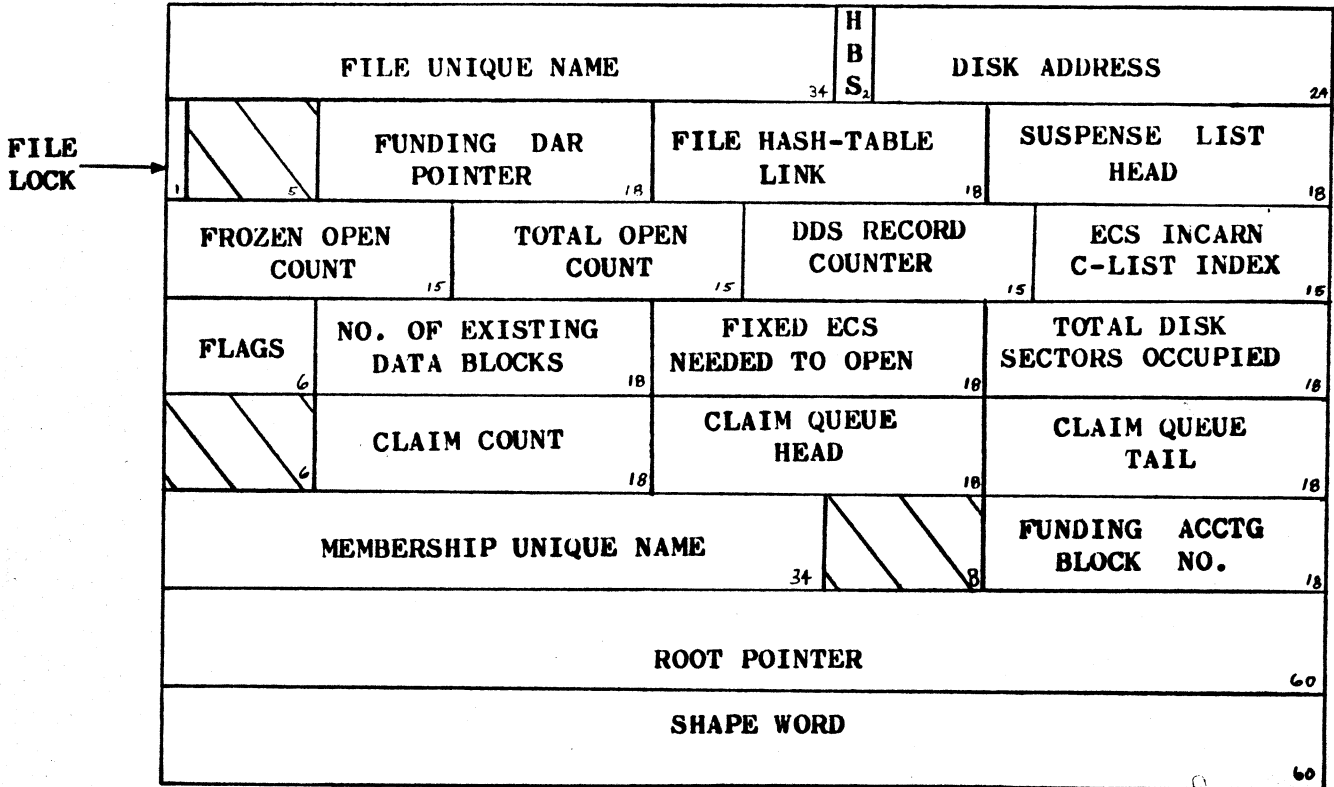 FILE UNIQUE NAME 34
HBS2
DISK ADDRESS 24
FILE
LOCK
1
5
FUNDING DAR
POINTER 18
FILE HASH-TABLE
LINK 18
SUSPENSE LIST
HEAD 18
FROZEN OPEN
COUNT 15
TOTAL OPEN
COUNT 15
DDS RECORD
COUNTER 15
ECS INCARN
C-LIST INDEX 15
FLAGS 6
NO. OF EXISTING
DATA BLOCKS 18
FIXED ECS
NEEDED TO OPEN 18
TOTAL DISK
SECTORS OCCUPIED 18
6
CLAIM COUNT 18
CLAIM QUEUE
HEAD 18
CLAIM QUEUE
TAIL 18
MEMBERSHIP UNIQUE NAME 34
8
FUNDING ACCTG
BLOCK NO. 18
ROOT POINTER 60
SHAPE WORD 60